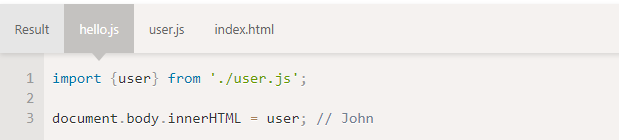 Result hello.js user.js index.html
1 import {user} from './user.js';
2
3 document.body.innerHTML = user; // John